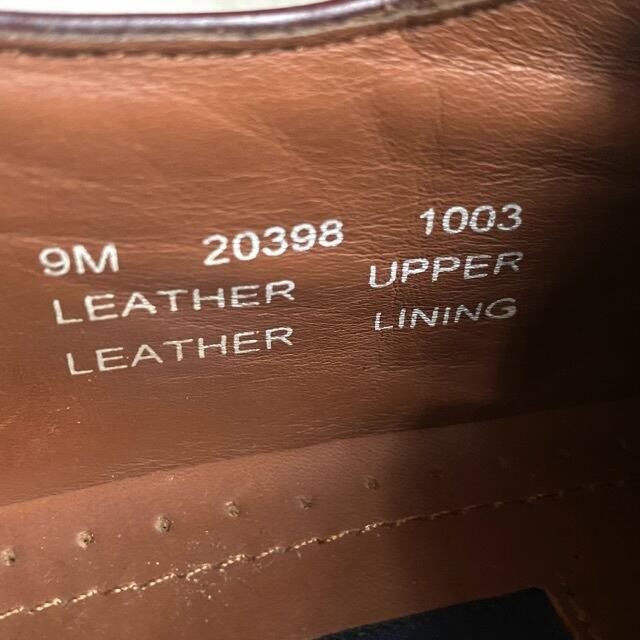 9M 20398 1003
LEATHER UPPER
LEATHER LINING